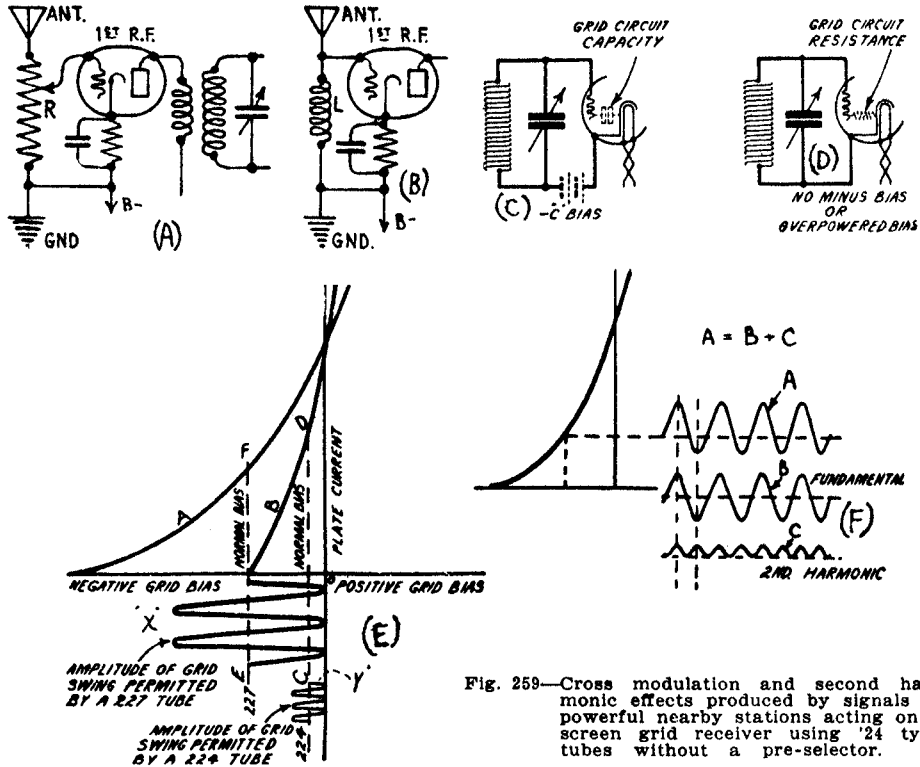 ANT.
1ST R.F.
R
B-
GND
(A)
ANT.
1ST R.F.
L
(B)
B-
GND.
GRID CIRCUIT
CAPACITY
(C)
-"C" BIAS
GRID CIRCUIT
RESISTANCE
(D)
NO MINUS BIAS
OR
OVERPOWERED BIAS
F
A
B
D
NORMAL BIAS
NORMAL BIAS
PLATE CURRENT
NEGATIVE GRID BIAS
POSITIVE GRID BIAS
'X'
AMPLITUDE OF GRID
SWING PERMITTED
BY A 227 TUBE
E
227
C
'Y'
224
AMPLITUDE OF GRID
SWING PERMITTED
BY A 224 TUBE
(E)
A = B + C
A
B
FUNDAMENTAL
C
2ND. HARMONIC
(F)
Fig. 259—Cross modulation and second ha
monic effects produced by signals
powerful nearby stations acting on
screen grid receiver using '24 ty
tubes without a pre-selector.